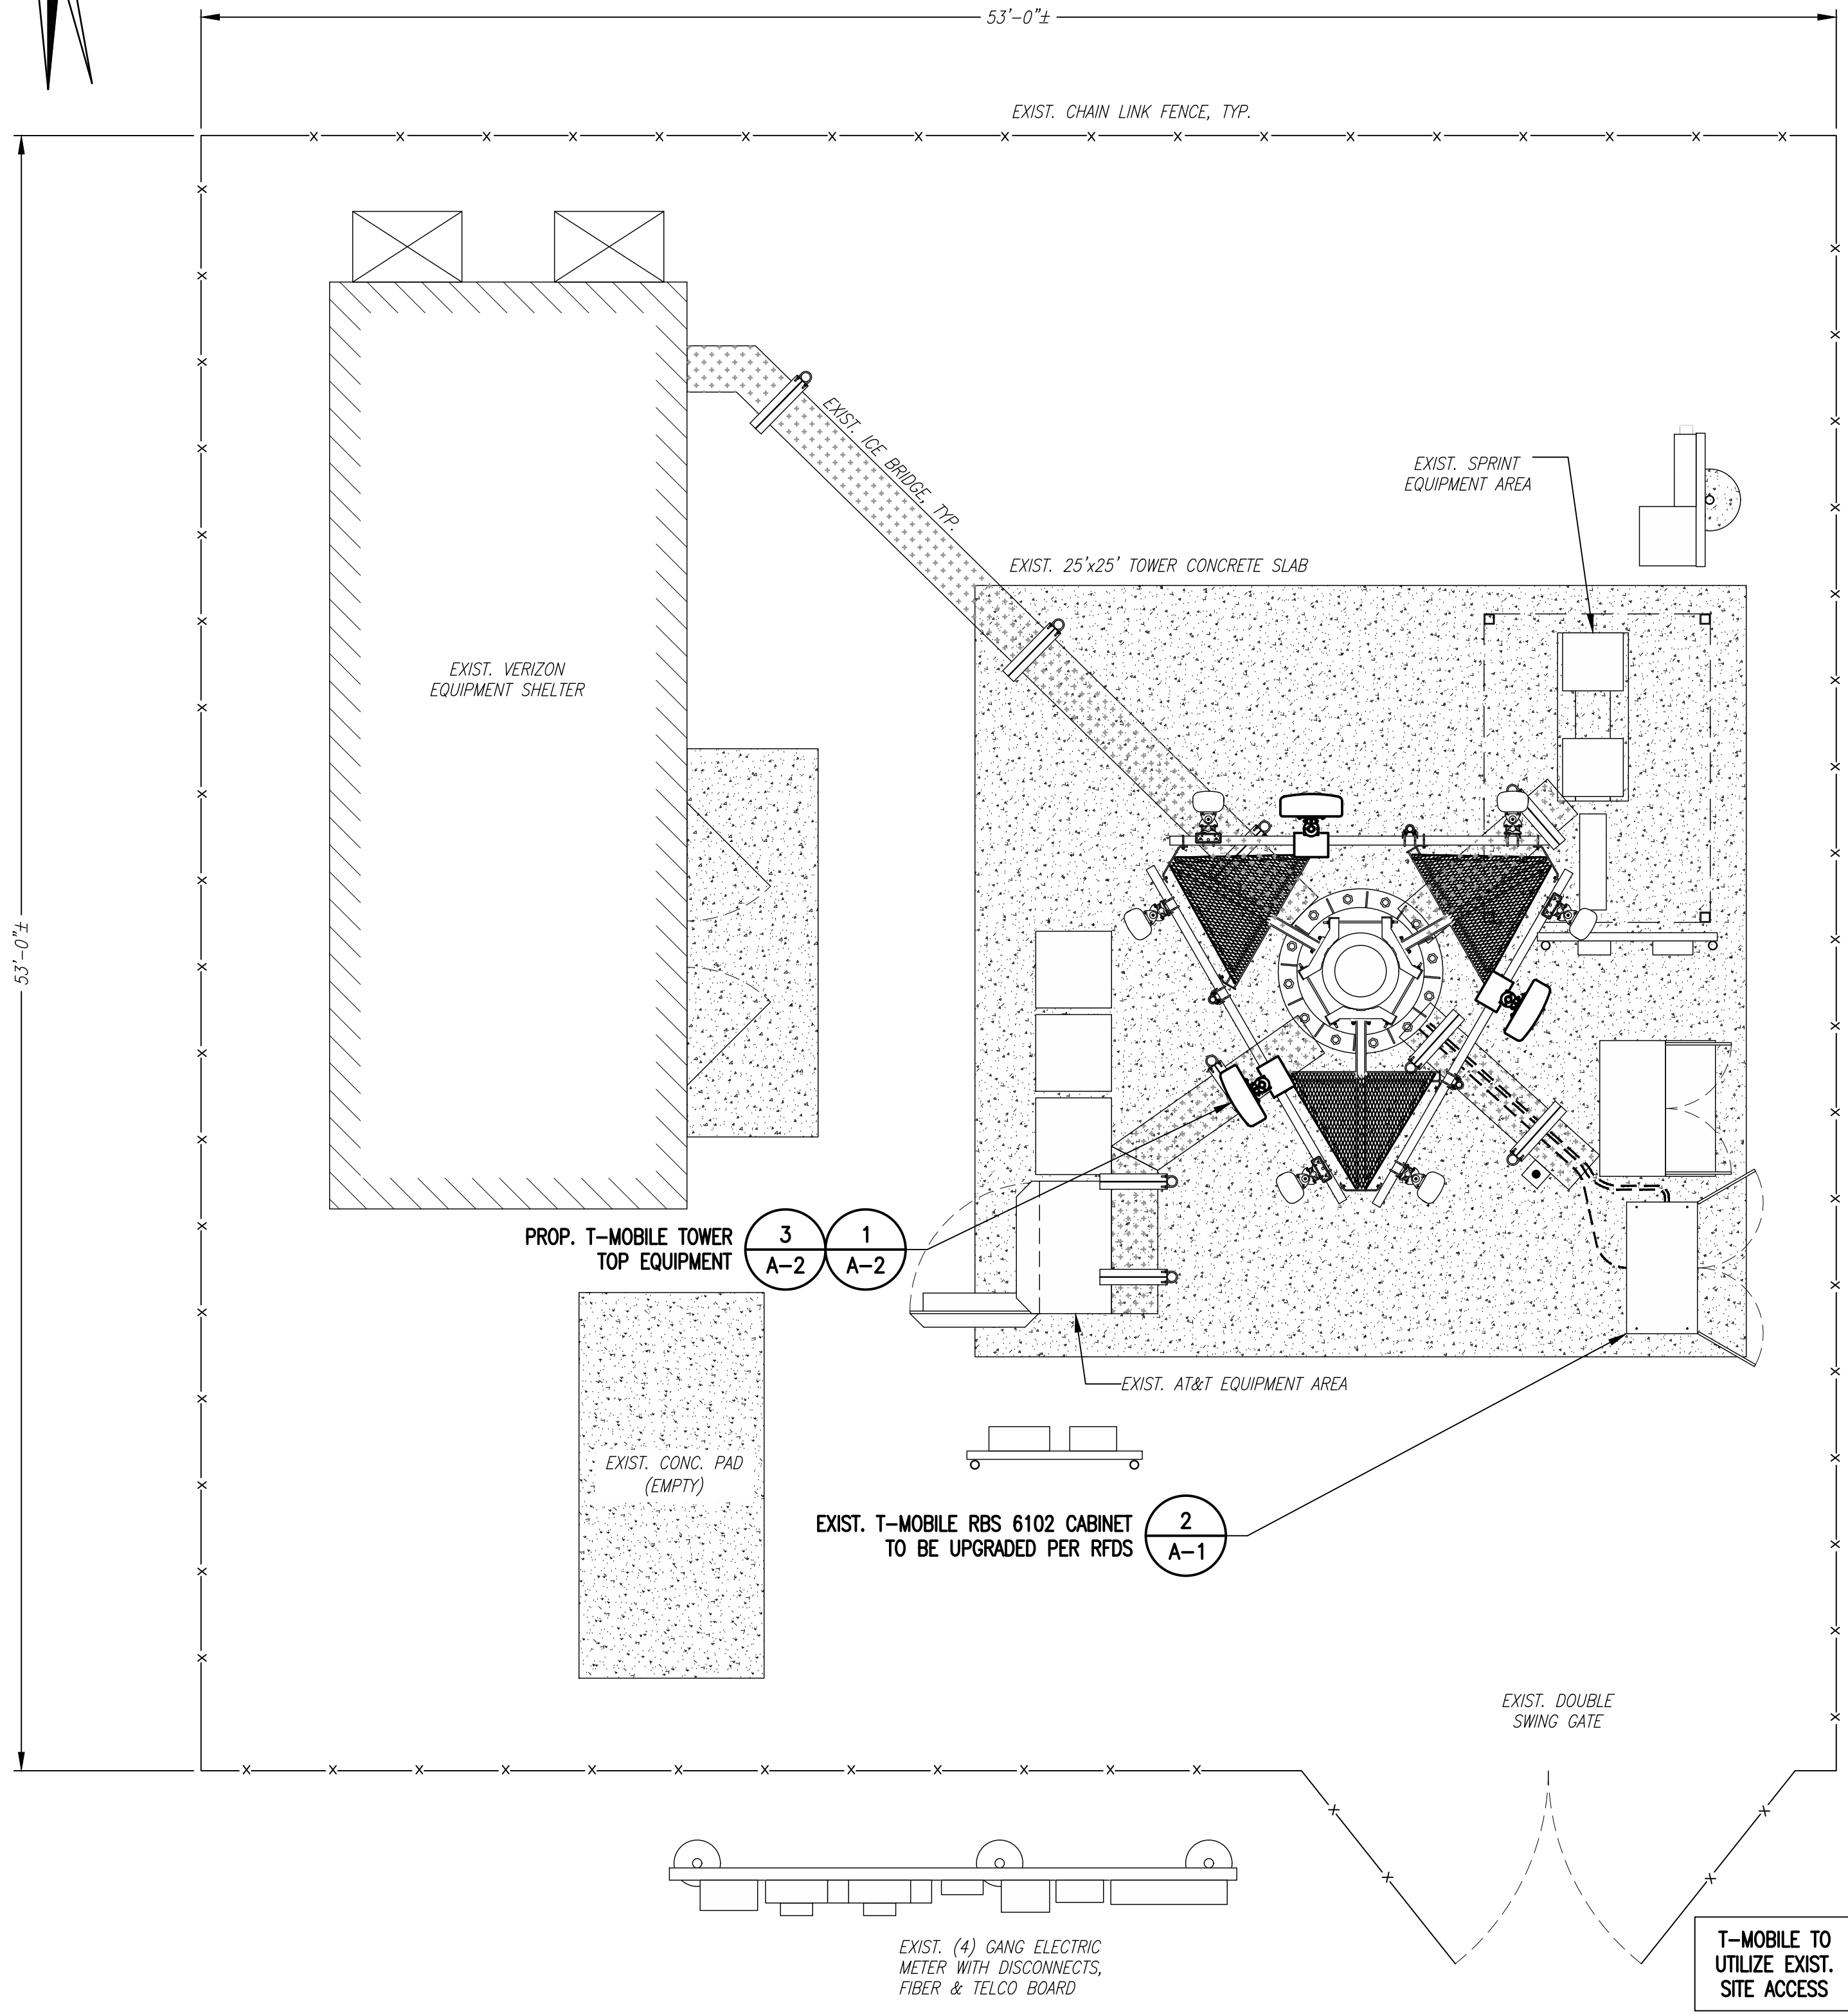 53'-0"±
EXIST. CHAIN LINK FENCE, TYP.
EXIST. ICE BRIDGE, TYP.
EXIST. SPRINT
EQUIPMENT AREA
EXIST. 25'x25' TOWER CONCRETE SLAB
EXIST. VERIZON
EQUIPMENT SHELTER
53'-0"±
PROP. T-MOBILE TOWER
TOP EQUIPMENT
3
A-2
1
A-2
EXIST. AT&T EQUIPMENT AREA
EXIST. CONC. PAD
(EMPTY)
EXIST. T-MOBILE RBS 6102 CABINET
TO BE UPGRADED PER RFDS
2
A-1
EXIST. DOUBLE
SWING GATE
EXIST. (4) GANG ELECTRIC
METER WITH DISCONNECTS,
FIBER & TELCO BOARD
T-MOBILE TO
UTILIZE EXIST.
SITE ACCESS